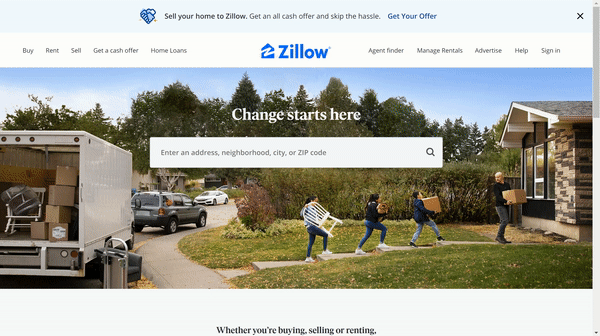 Sell your home to Zillow. Get an all cash offer and skip the hassle. Get Your Offer
Buy Rent Sell Get a cash offer Home Loans Zillow Agent finder Manage Rentals Advertise Help Sign in
Change starts here
Enter an address, neighborhood, city, or ZIP code
Whether you're buying, selling or renting,